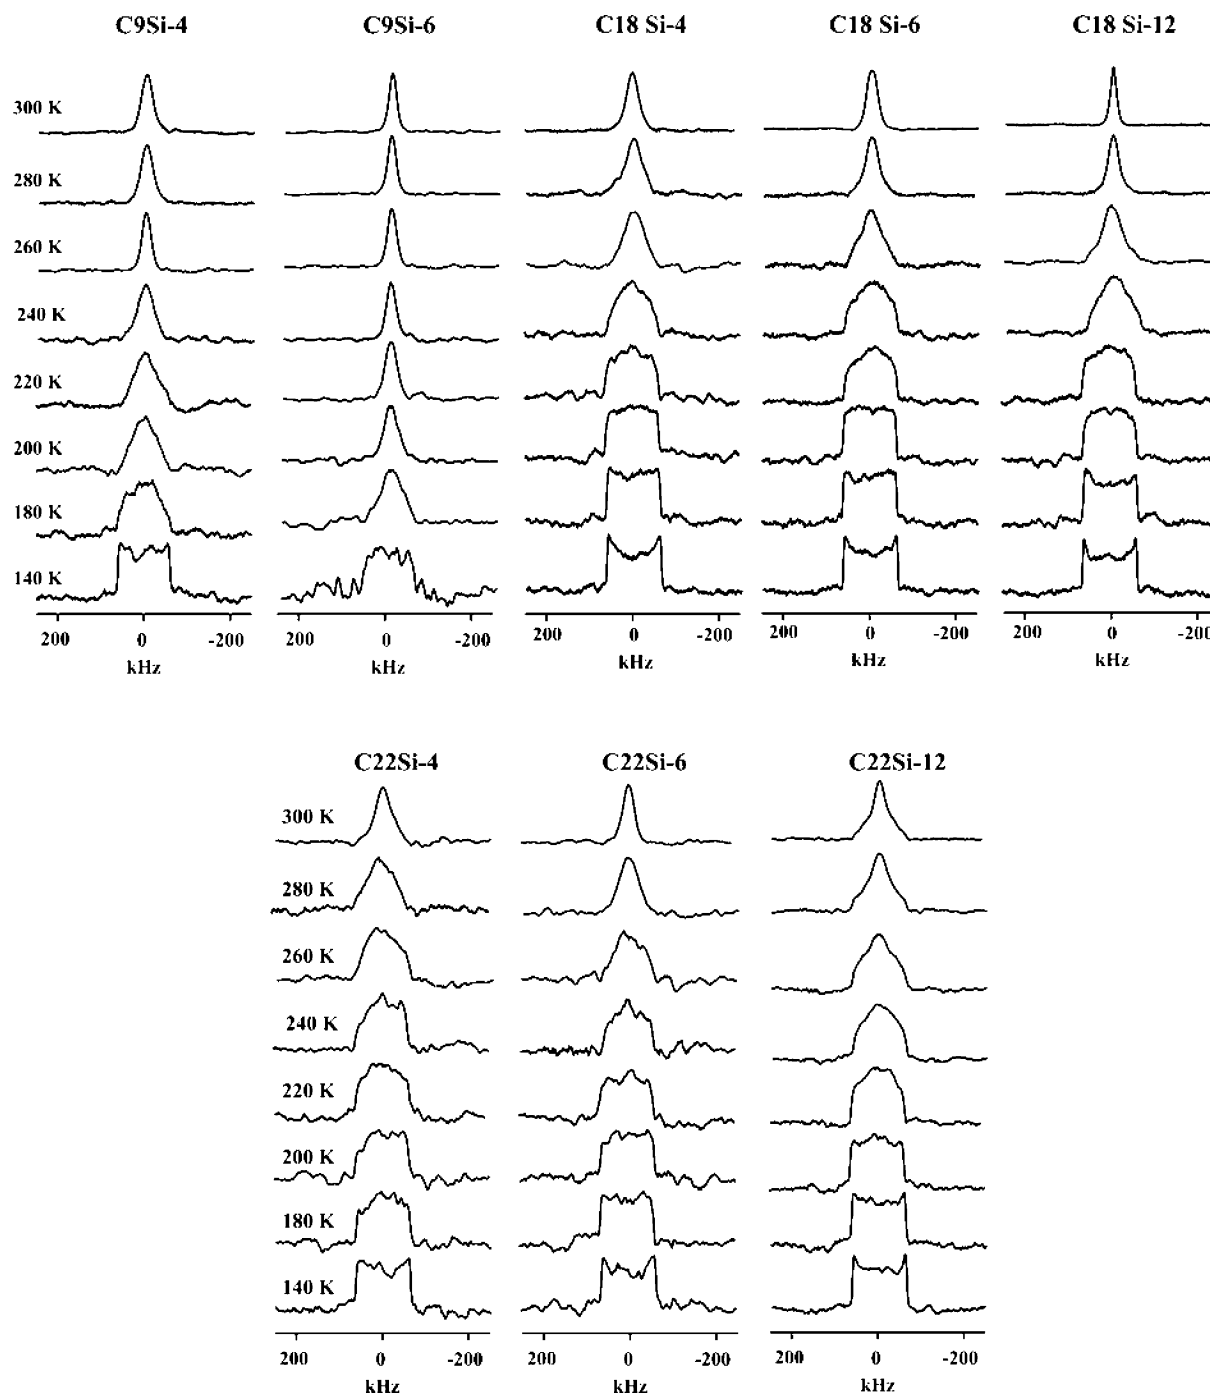 C9Si-4 C9Si-6 C18 Si-4 C18 Si-6 C18 Si-12
300 K
280 K
260 K
240 K
220 K
200 K
180 K
140 K
200 0 -200 200 0 -200 200 0 -200 200 0 -200 200 0 -200
kHz kHz kHz kHz kHz
C22Si-4 C22Si-6 C22Si-12
300 K
280 K
260 K
240 K
220 K
200 K
180 K
140 K
200 0 -200 200 0 -200 200 0 -200
kHz kHz kHz